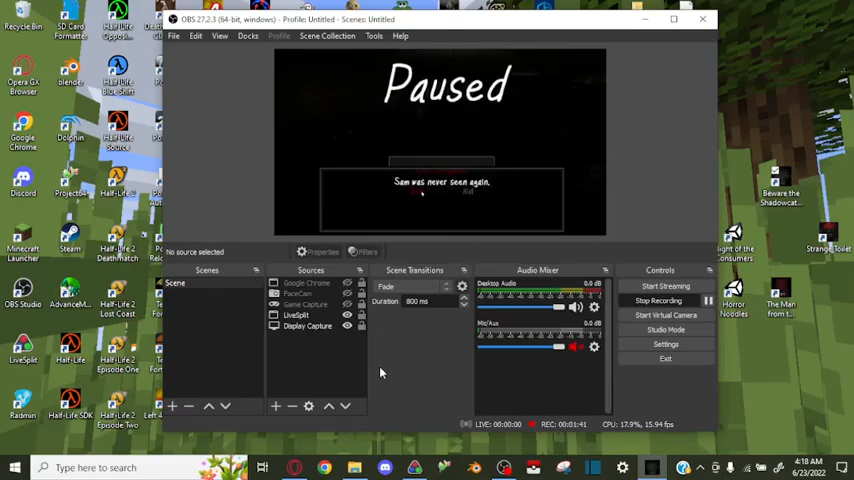 OBS 27.2.3 (64-bit, windows) - Profile: Untitled - Scenes: Untitled
File Edit View Docks Profile Scene Collection Tools Help
Paused
Sam was never seen again.
No source selected
Properties Filters
Scenes
Scene
Sources
Google Chrome
FaceCam
Game Capture
LiveSplit
Display Capture
Scene Transitions
Fade
Duration 800 ms
Audio Mixer
Desktop Audio 0.0 dB
Mic/Aux 0.0 dB
Controls
Start Streaming
Stop Recording
Start Virtual Camera
Studio Mode
Settings
Exit
LIVE: 00:00:00 REC: 00:01:41 CPU: 17.9%, 15.94 fps
Recycle Bin
SD Card Formatter
Half-Life Opposi...
Opera GX Browser
blender
Half-Life Blue Shift
Google Chrome
Dolphin
Half-Life Source
Discord
Project64
Half-Life 2
Minecraft Launcher
Steam
Half-Life 2 Deathmatch
OBS Studio
AdvanceM...
Half-Life 2 Lost Coast
LiveSplit
Half-Life
Half-Life 2 Episode One
Radmin
Half-Life SDK
Half-Life 2 Episode Two
Beware the Shadowcat...
light of the Consumers
Strange Toilet
Horror Noodles
The Man from t...
Type here to search
4:18 AM
6/23/2022